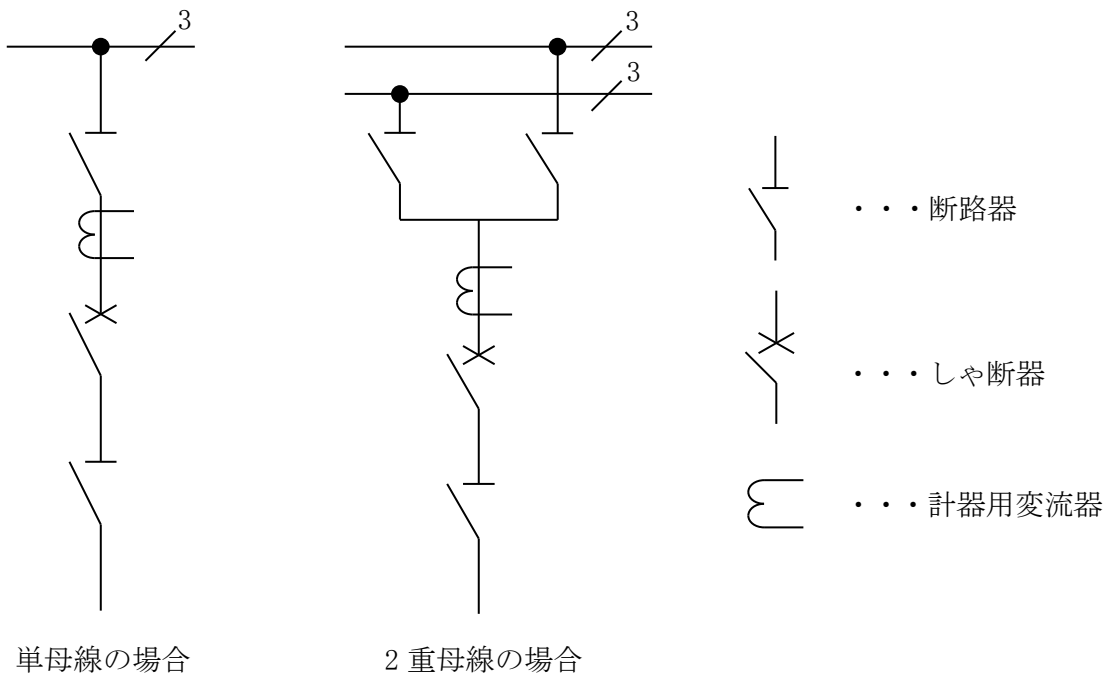 3
3
3
・・・断路器
・・・しゃ断器
・・・計器用変流器
単母線の場合
2 重母線の場合